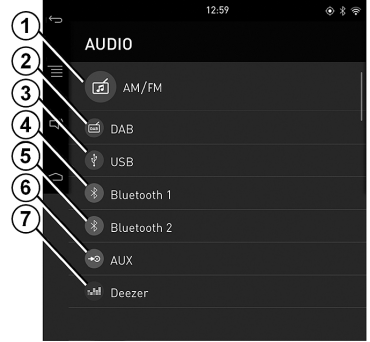 12:59
AUDIO
1
AM/FM
2
DAB
DAB
3
USB
4
Bluetooth 1
5
Bluetooth 2
6
AUX
7
Deezer